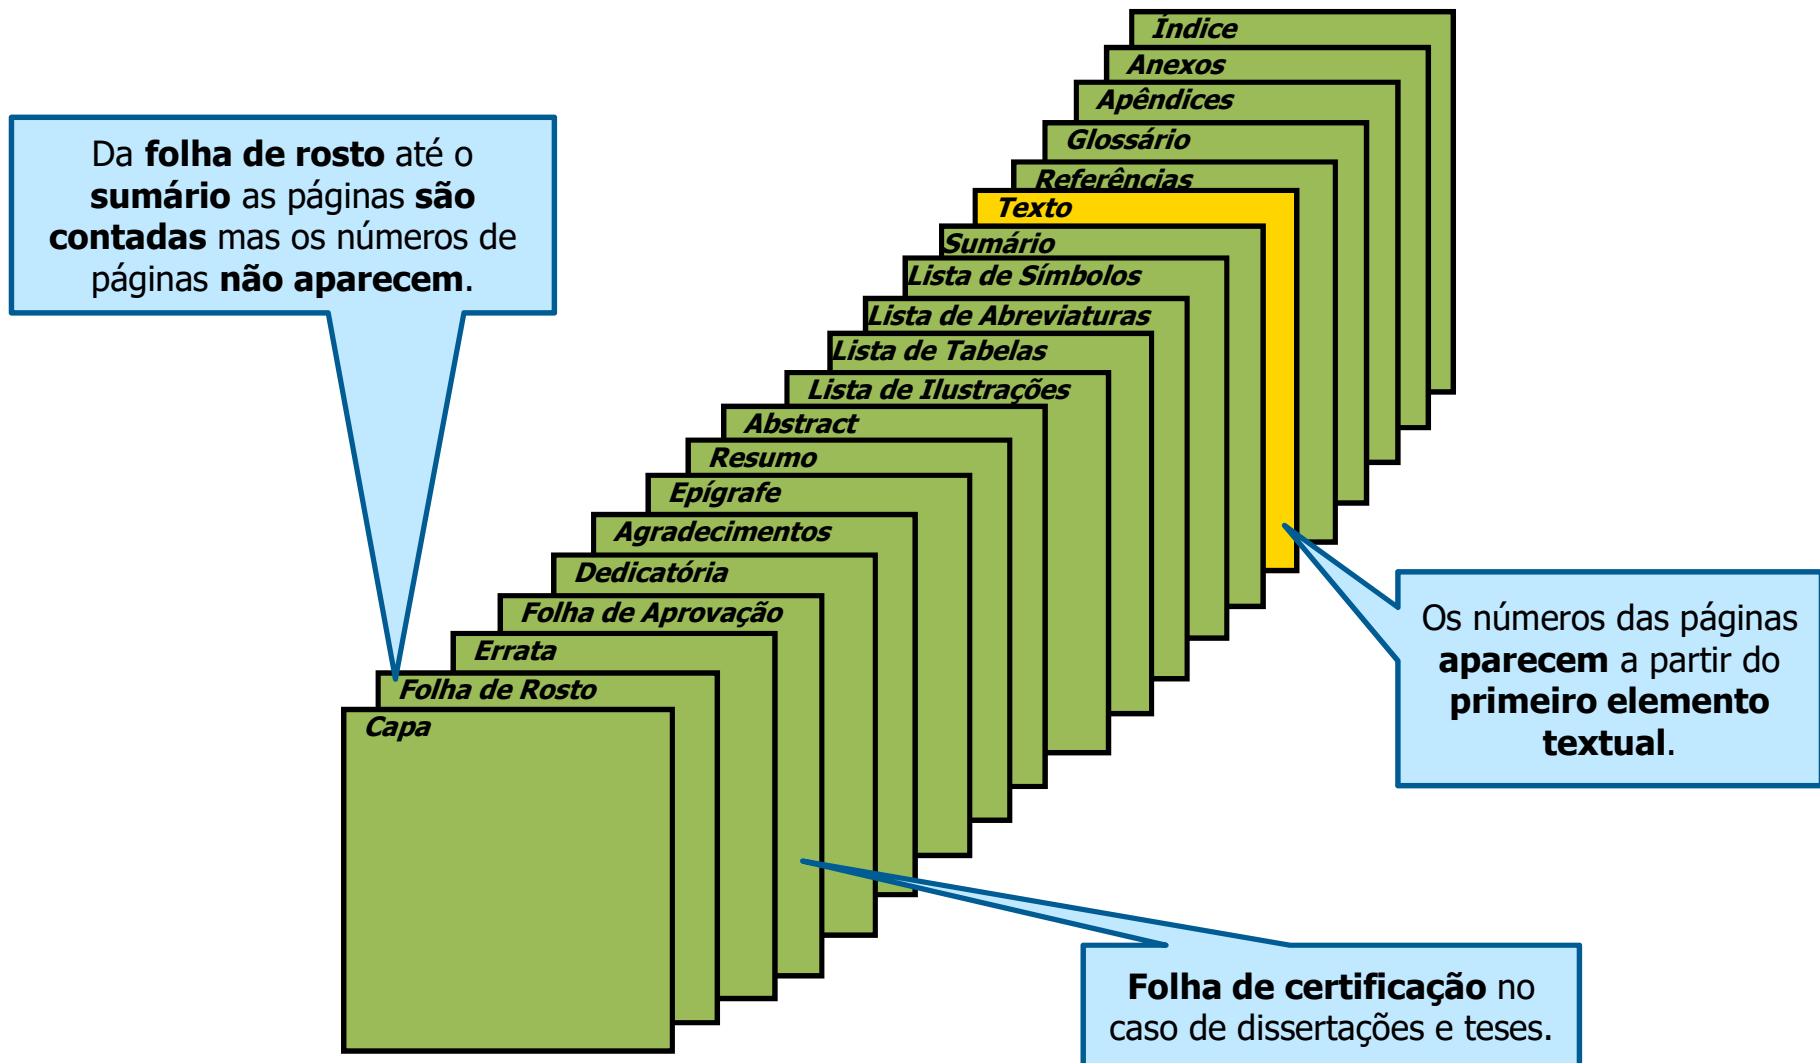 Índice
Anexos
Apêndices
Glossário
Referências
Texto
Sumário
Lista de Símbolos
Lista de Abreviaturas
Lista de Tabelas
Lista de Ilustrações
Abstract
Resumo
Epígrafe
Agradecimentos
Dedicatória
Folha de Aprovação
Errata
Folha de Rosto
Capa
Da folha de rosto até o
sumário as páginas são
contadas mas os números de
páginas não aparecem.
Os números das páginas
aparecem a partir do
primeiro elemento
textual.
Folha de certificação no
caso de dissertações e teses.